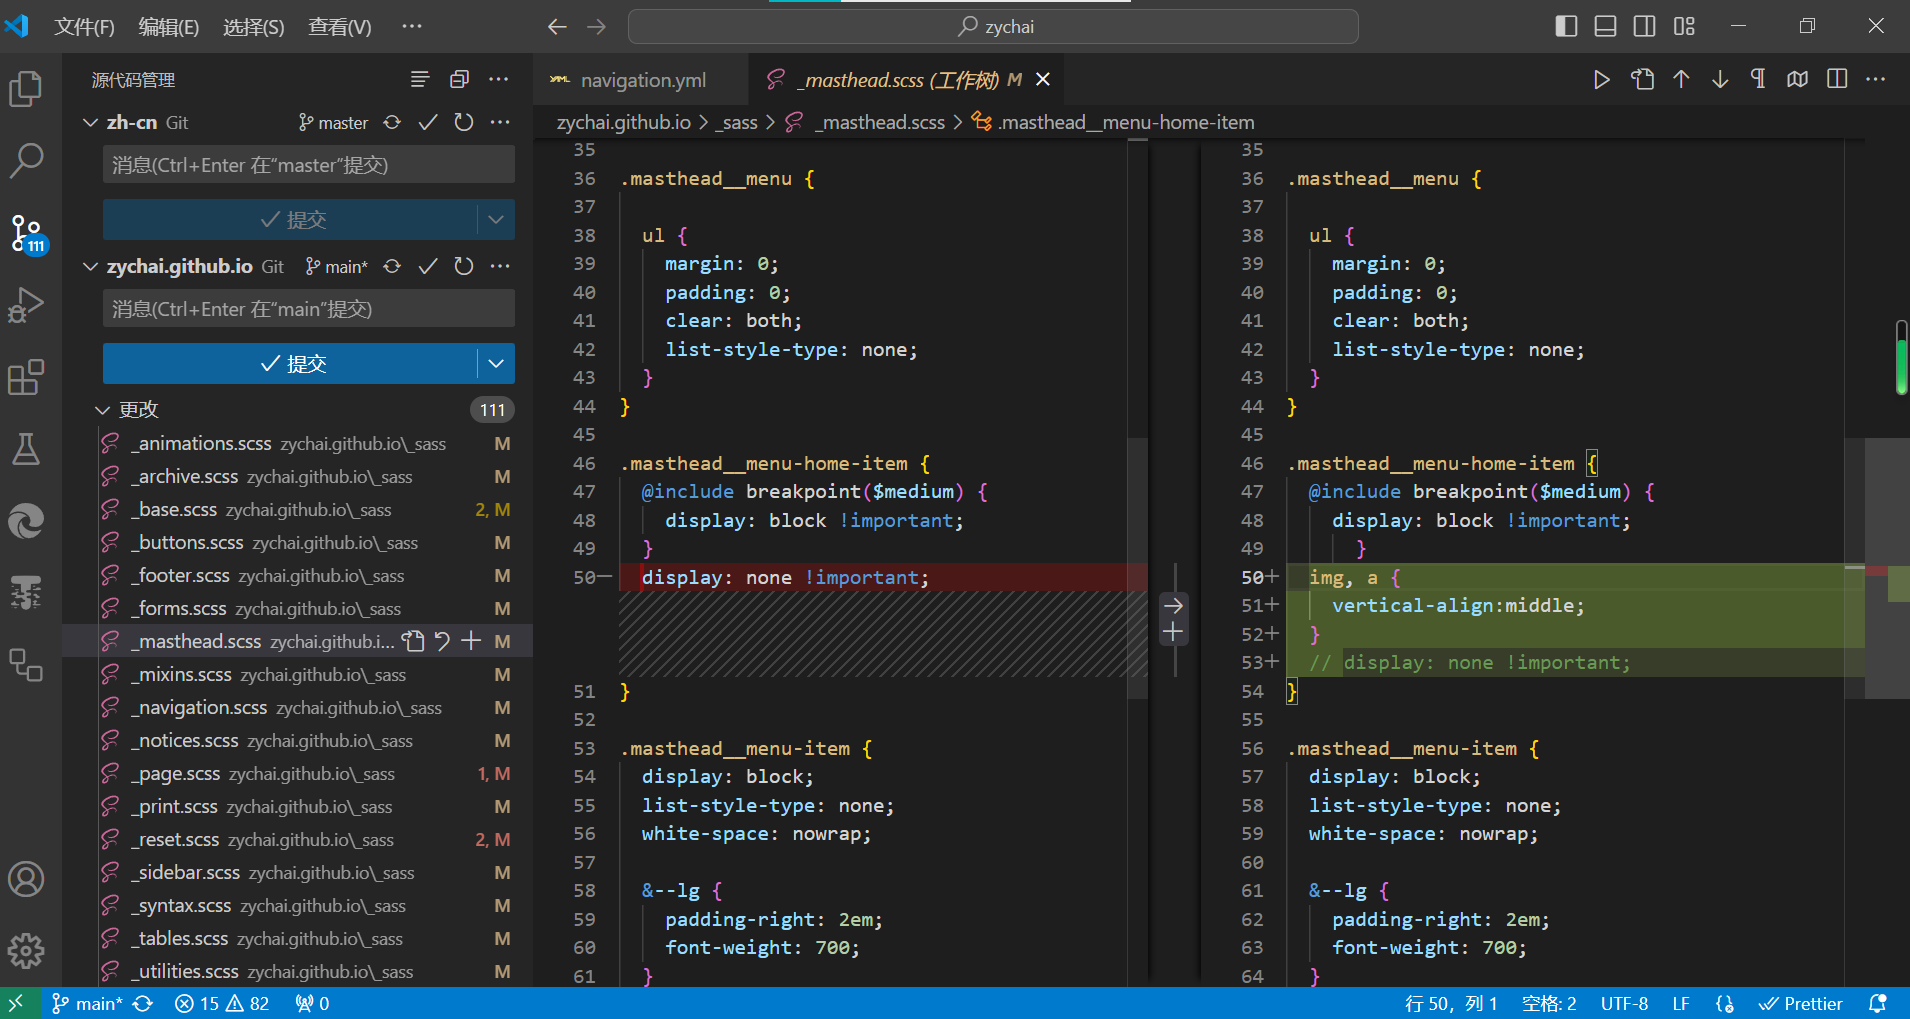 文件(F) 编辑(E) 选择(S) 查看(V) ··· zychai
源代码管理
zh-cn Git master
消息(Ctrl+Enter 在“master”提交)
提交
zychai.github.io Git main*
消息(Ctrl+Enter 在“main”提交)
提交
更改 111
111
_animations.scss zychai.github.io\_sass M
_archive.scss zychai.github.io\_sass M
_base.scss zychai.github.io\_sass 2, M
_buttons.scss zychai.github.io\_sass M
_footer.scss zychai.github.io\_sass M
_forms.scss zychai.github.io\_sass M
_masthead.scss zychai.github.i... M
_mixins.scss zychai.github.io\_sass M
_navigation.scss zychai.github.io\_sass M
_notices.scss zychai.github.io\_sass M
_page.scss zychai.github.io\_sass 1, M
_print.scss zychai.github.io\_sass M
_reset.scss zychai.github.io\_sass 2, M
_sidebar.scss zychai.github.io\_sass M
_syntax.scss zychai.github.io\_sass M
_tables.scss zychai.github.io\_sass M
_utilities.scss zychai.github.io\_sass M
YAML navigation.yml _masthead.scss (工作树) M
zychai.github.io > _sass > _masthead.scss > .masthead__menu-home-item
35
36 .masthead__menu {
37
38 ul {
39 margin: 0;
40 padding: 0;
41 clear: both;
42 list-style-type: none;
43 }
44 }
45
46 .masthead__menu-home-item {
47 @include breakpoint($medium) {
48 display: block !important;
49 }
50— display: none !important;
51 }
52
53 .masthead__menu-item {
54 display: block;
55 list-style-type: none;
56 white-space: nowrap;
57
58 &--lg {
59 padding-right: 2em;
60 font-weight: 700;
61 }
35
36 .masthead__menu {
37
38 ul {
39 margin: 0;
40 padding: 0;
41 clear: both;
42 list-style-type: none;
43 }
44 }
45
46 .masthead__menu-home-item {
47 @include breakpoint($medium) {
48 display: block !important;
49 }
50+ img, a {
51+ vertical-align:middle;
52+ }
53+ // display: none !important;
54 }
55
56 .masthead__menu-item {
57 display: block;
58 list-style-type: none;
59 white-space: nowrap;
60
61 &--lg {
62 padding-right: 2em;
63 font-weight: 700;
64 }
main* 15 82 0 行 50，列 1 空格: 2 UTF-8 LF Prettier